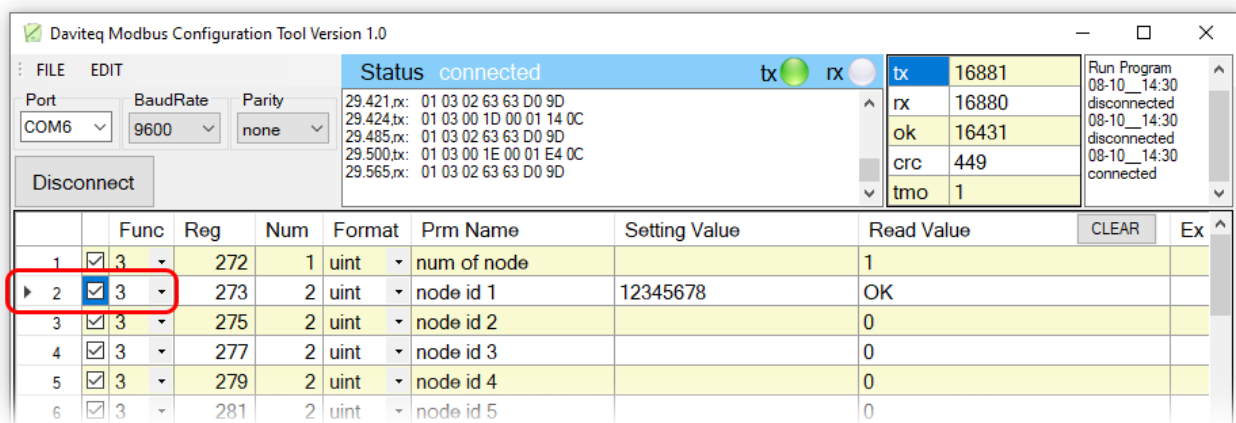 Daviteq Modbus Configuration Tool Version 1.0
FILE EDIT
Port BaudRate Parity
COM6 9600 none
Disconnect
Status connected tx rx
29.421,rx: 01 03 02 63 63 D0 9D
29.424,tx: 01 03 00 1D 00 01 14 0C
29.485,rx: 01 03 02 63 63 D0 9D
29.500,tx: 01 03 00 1E 00 01 E4 0C
29.565,rx: 01 03 02 63 63 D0 9D
tx 16881
rx 16880
ok 16431
crc 449
tmo 1
Run Program
08-10__14:30
disconnected
08-10__14:30
disconnected
08-10__14:30
connected
Func Reg Num Format Prm Name Setting Value Read Value CLEAR Ex
1 3 272 1 uint num of node 1
2 3 273 2 uint node id 1 12345678 OK
3 3 275 2 uint node id 2 0
4 3 277 2 uint node id 3 0
5 3 279 2 uint node id 4 0
6 3 281 2 uint node id 5 0